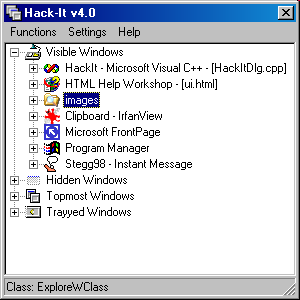 Hack-It v4.0
Functions Settings Help
Visible Windows
HackIt - Microsoft Visual C++ - [HackItDlg.cpp]
HTML Help Workshop - [ui.html]
images
Clipboard - IrfanView
Microsoft FrontPage
Program Manager
Stegg98 - Instant Message
Hidden Windows
Topmost Windows
Trayyed Windows
Class: ExploreWClass